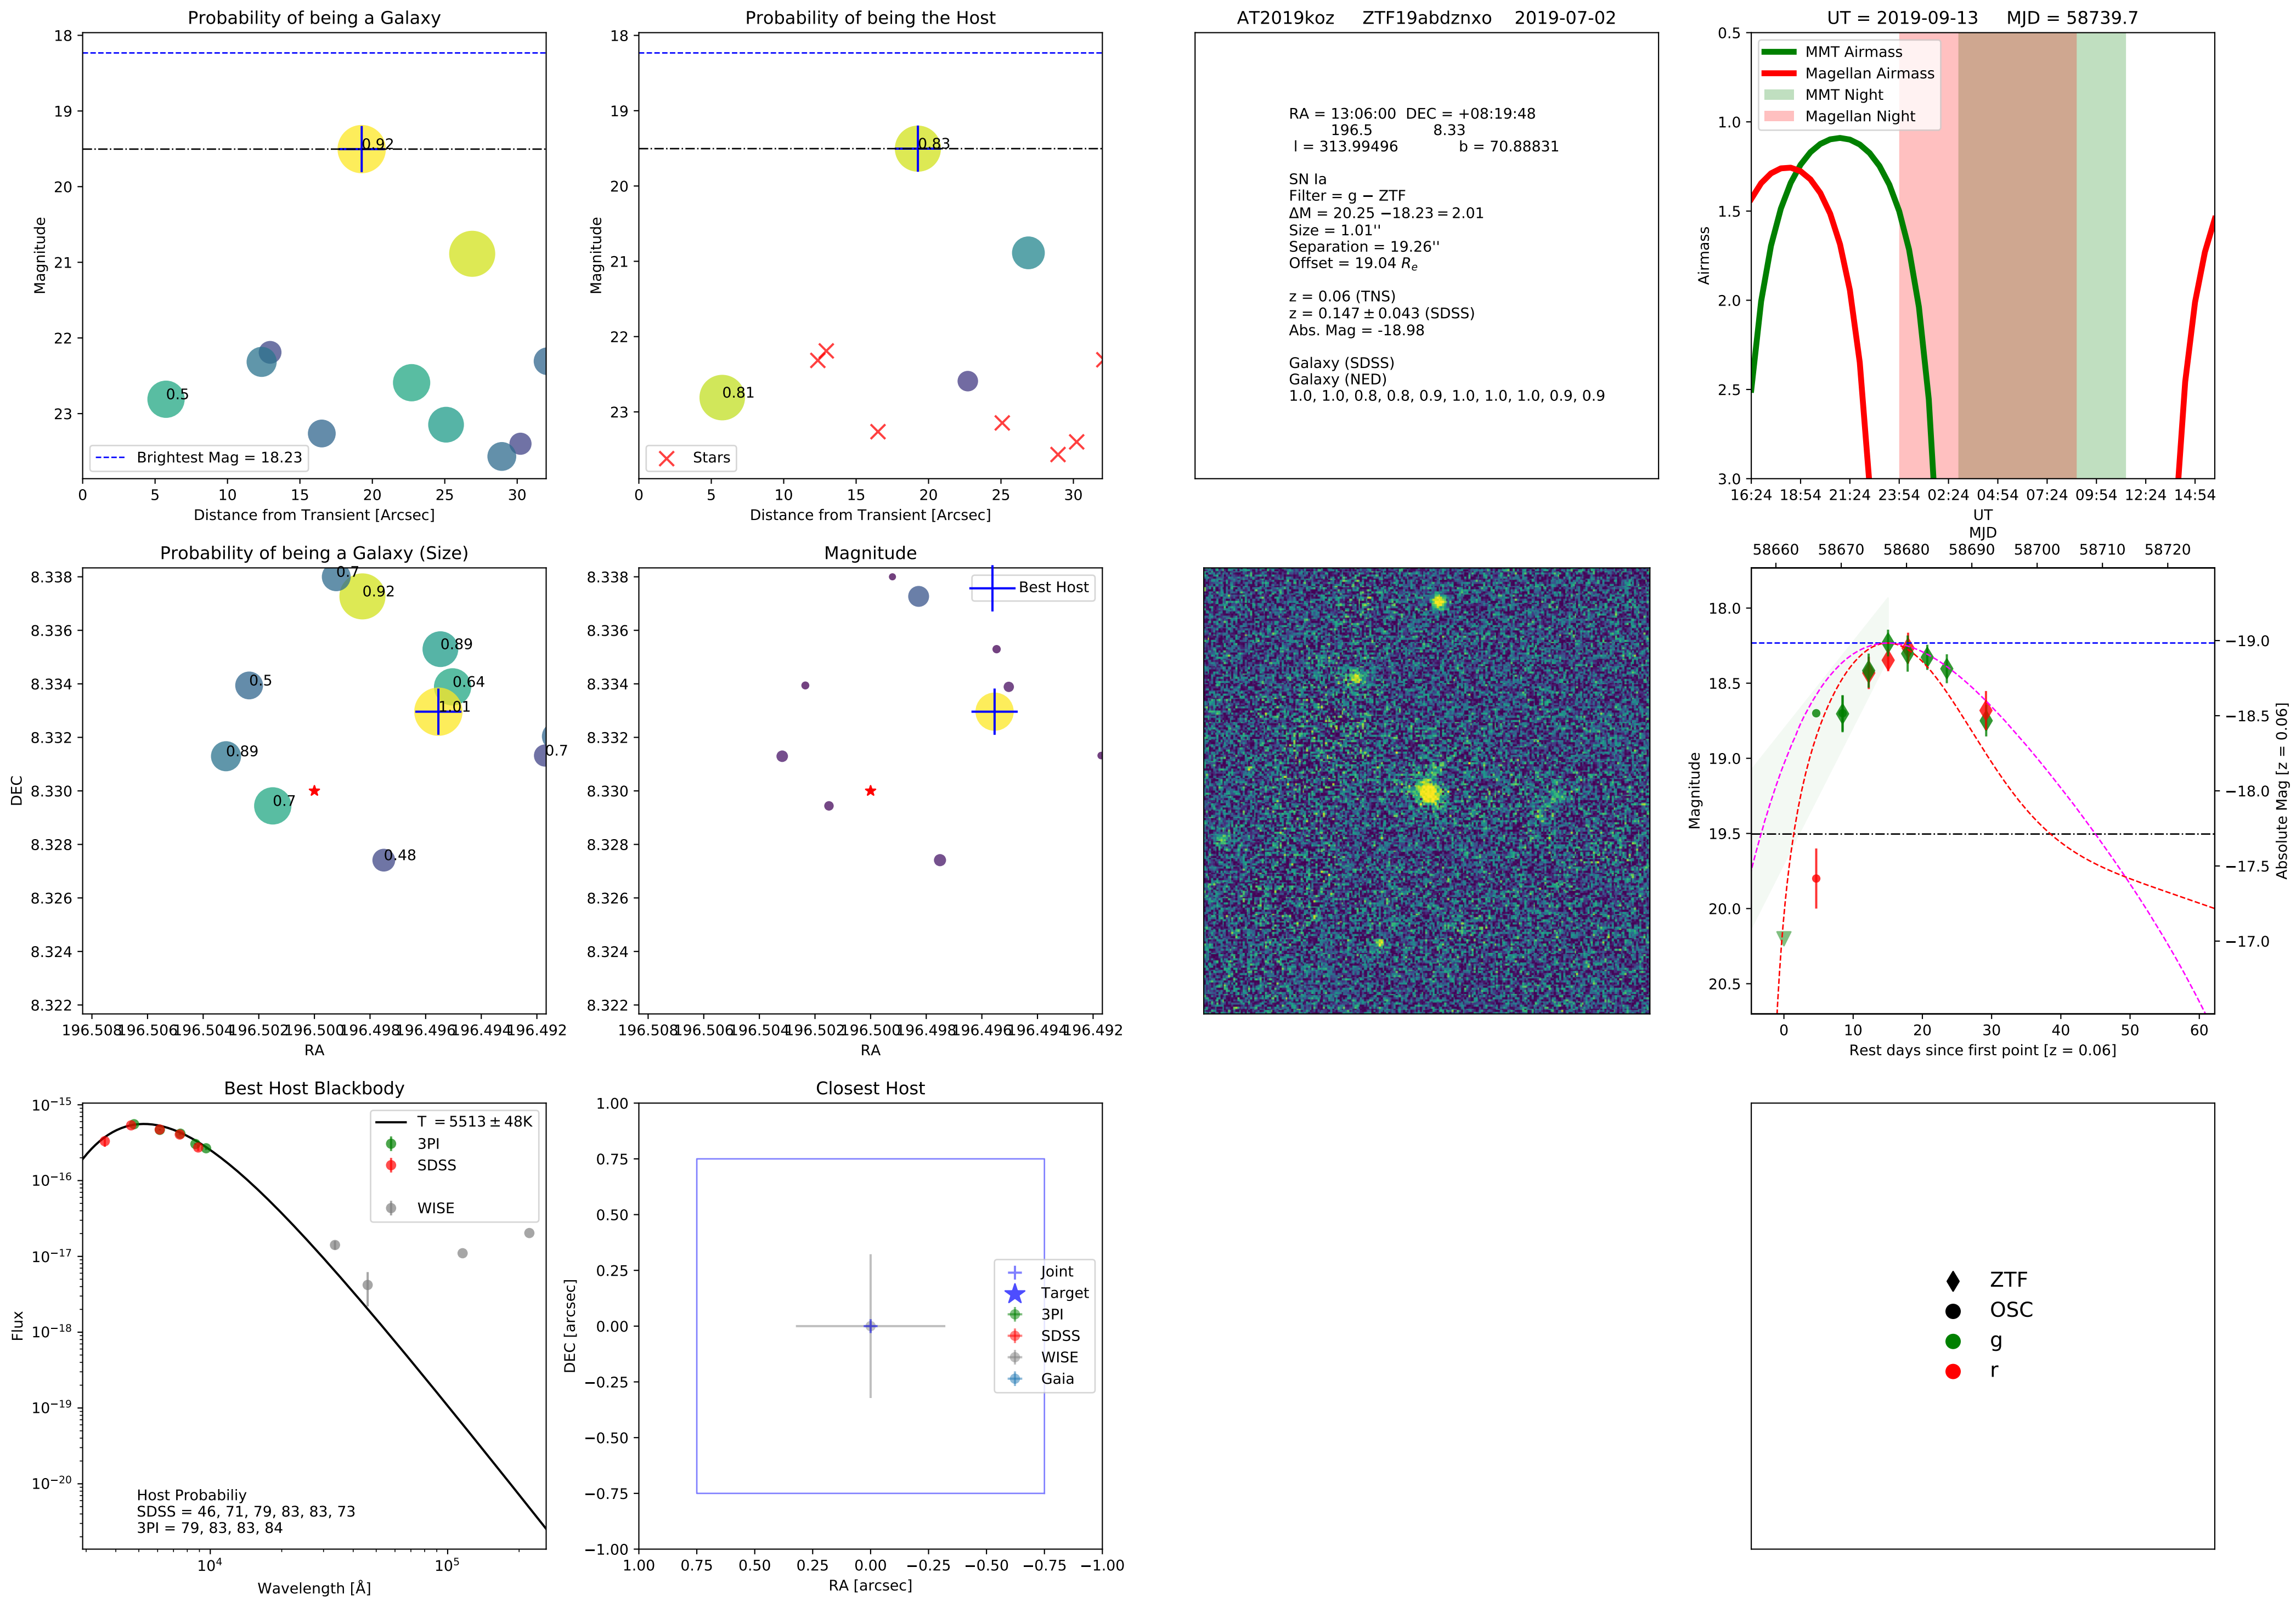 Probability of being a Galaxy
18
19
20
21
22
23
Magnitude
0.92
0.5
Brightest Mag = 18.23
0 5 10 15 20 25 30
Distance from Transient [Arcsec]
Probability of being the Host
18
19
20
21
22
23
Magnitude
0.83
0.81
Stars
0 5 10 15 20 25 30
Distance from Transient [Arcsec]
AT2019koz ZTF19abdznxo 2019-07-02
RA = 13:06:00 DEC = +08:19:48
196.5 8.33
l = 313.99496 b = 70.88831
SN Ia
Filter = g − ZTF
ΔM = 20.25 −18.23 = 2.01
Size = 1.01''
Separation = 19.26''
Offset = 19.04 Re
z = 0.06 (TNS)
z = 0.147 ± 0.043 (SDSS)
Abs. Mag = -18.98
Galaxy (SDSS)
Galaxy (NED)
1.0, 1.0, 0.8, 0.8, 0.9, 1.0, 1.0, 1.0, 0.9, 0.9
UT = 2019-09-13 MJD = 58739.7
0.5
1.0
1.5
2.0
2.5
3.0
Airmass
MMT Airmass
Magellan Airmass
MMT Night
Magellan Night
16:24 18:54 21:24 23:54 02:24 04:54 07:24 09:54 12:24 14:54
UT
Probability of being a Galaxy (Size)
8.338
8.336
8.334
8.332
8.330
8.328
8.326
8.324
8.322
DEC
0.7
0.92
0.89
0.5
0.64
1.01
0.89
0.7
0.7
0.48
196.508 196.506 196.504 196.502 196.500 196.498 196.496 196.494 196.492
RA
Magnitude
Best Host
8.338
8.336
8.334
8.332
8.330
8.328
8.326
8.324
8.322
196.508 196.506 196.504 196.502 196.500 196.498 196.496 196.494 196.492
RA
MJD
58660 58670 58680 58690 58700 58710 58720
18.0
18.5
19.0
19.5
20.0
20.5
Magnitude
−19.0
−18.5
−18.0
−17.5
−17.0
Absolute Mag [z = 0.06]
0 10 20 30 40 50 60
Rest days since first point [z = 0.06]
Best Host Blackbody
10−15
10−16
10−17
10−18
10−19
10−20
Flux
T = 5513 ± 48K
3PI
SDSS
WISE
Host Probabiliy
SDSS = 46, 71, 79, 83, 83, 73
3PI = 79, 83, 83, 84
104 105
Wavelength [Å]
Closest Host
1.00
0.75
0.50
0.25
0.00
−0.25
−0.50
−0.75
−1.00
DEC [arcsec]
Joint
Target
3PI
SDSS
WISE
Gaia
1.00 0.75 0.50 0.25 0.00 −0.25 −0.50 −0.75 −1.00
RA [arcsec]
ZTF
OSC
g
r